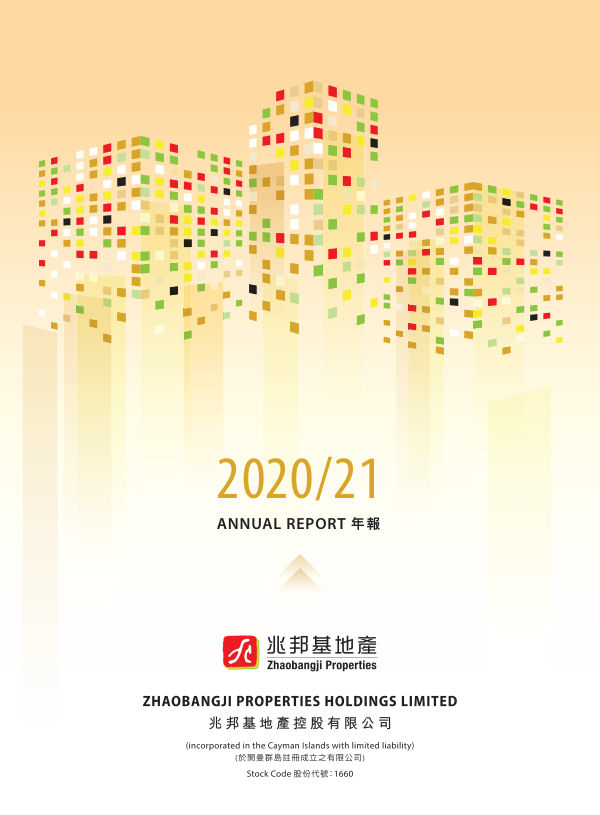 2020/21
ANNUAL REPORT 年報
兆邦基地產
Zhaobangji Properties
ZHAOBANGJI PROPERTIES HOLDINGS LIMITED
兆邦基地產控股有限公司
(incorporated in the Cayman Islands with limited liability)
(於開曼群島註冊成立之有限公司)
Stock Code 股份代號：1660